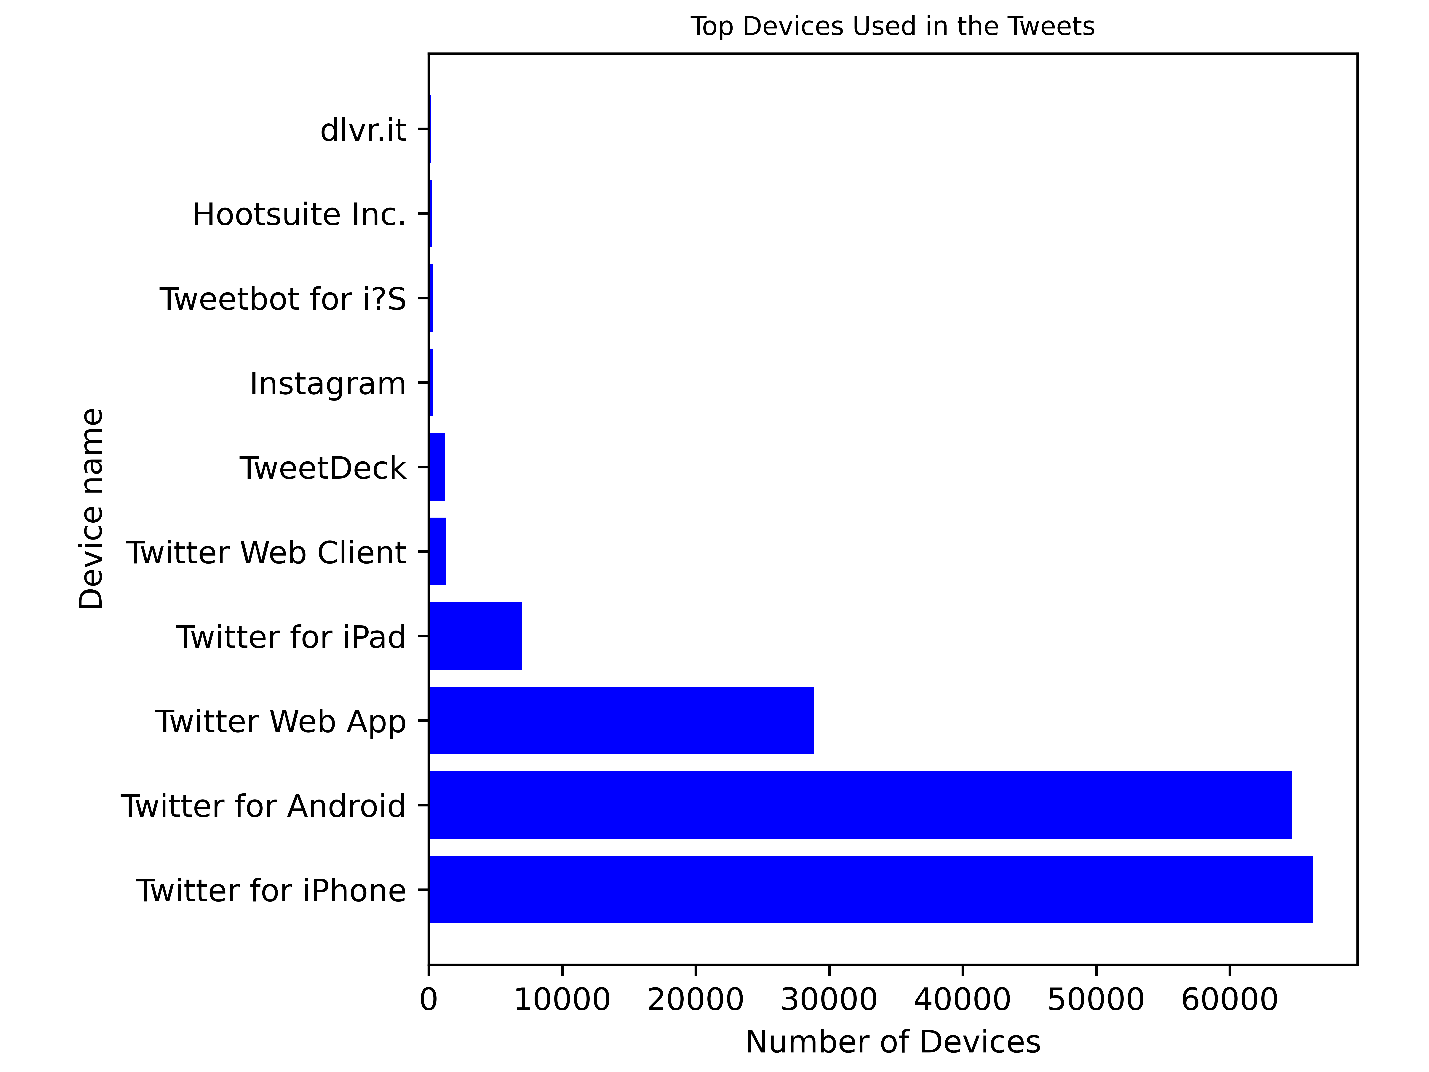 Top Devices Used in the Tweets
dlvr.it
Hootsuite Inc.
Tweetbot for i?S
Instagram
TweetDeck
Twitter Web Client
Twitter for iPad
Twitter Web App
Twitter for Android
Twitter for iPhone
Device name
0 10000 20000 30000 40000 50000 60000
Number of Devices